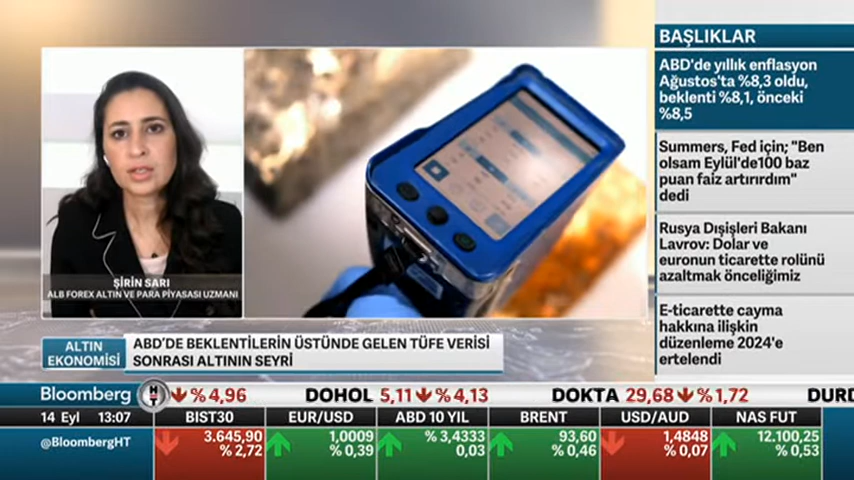 BAŞLIKLAR
ABD'de yıllık enflasyon
Ağustos'ta %8,3 oldu,
beklenti %8,1, önceki
%8,5
Summers, Fed için; "Ben
olsam Eylül'de100 baz
puan faiz artırırdım"
dedi
Rusya Dışişleri Bakanı
Lavrov: Dolar ve
euronun ticarette rolünü
azaltmak önceliğimiz
E-ticarette cayma
hakkına ilişkin
düzenleme 2024'e
ertelendi
ŞİRİN SARI
ALB FOREX ALTIN VE PARA PİYASASI UZMANI
ALTIN
EKONOMİSİ
ABD'DE BEKLENTİLERİN ÜSTÜNDE GELEN TÜFE VERİSİ
SONRASI ALTININ SEYRİ
Bloomberg HT % 4,96 DOHOL 5,11 % 4,13 DOKTA 29,68 % 1,72 DURD
14 Eyl 13:07 BIST30 EUR/USD ABD 10 YIL BRENT USD/AUD NAS FUT
@BloombergHT 3.645,90 1,0009 % 3,4333 93,60 1,4848 12.100,25
% 2,72 % 0,39 0,03 % 0,46 % 0,07 % 0,53